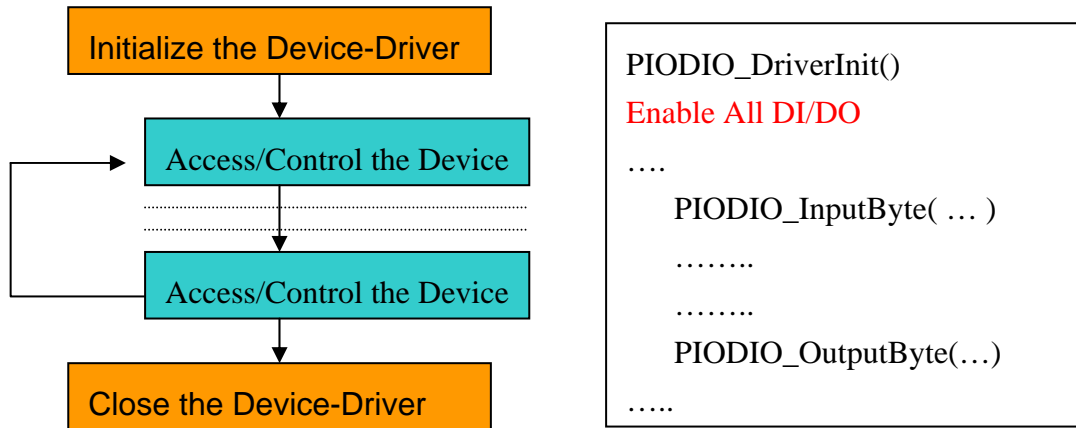 Initialize the Device-Driver
Access/Control the Device
Access/Control the Device
Close the Device-Driver
PIODIO_DriverInit()
Enable All DI/DO
….
PIODIO_InputByte( … )
……..
……..
PIODIO_OutputByte(…)
…..